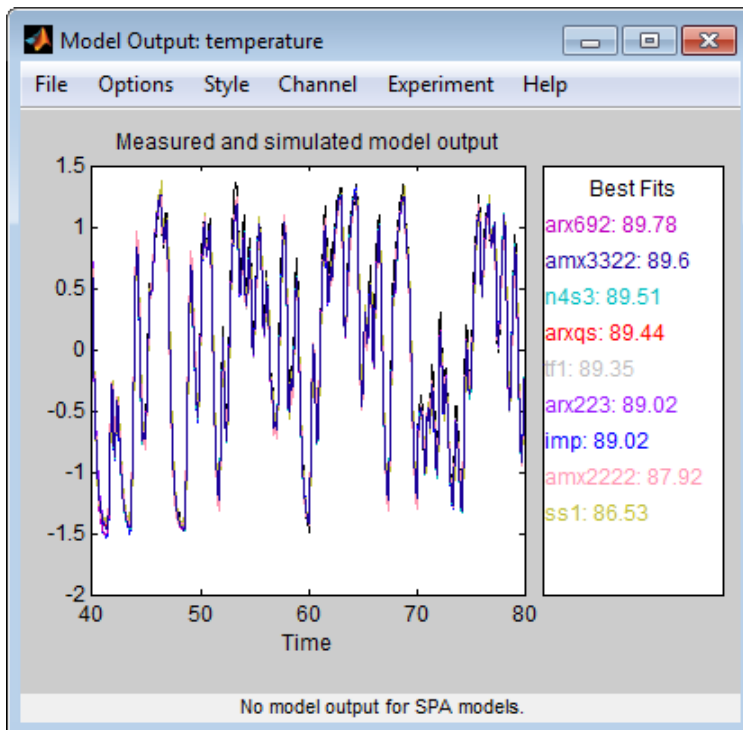 Model Output: temperature
File Options Style Channel Experiment Help
Measured and simulated model output
1.5
1
0.5
0
-0.5
-1
-1.5
-2
40 50 60 70 80
Time
Best Fits
arx692: 89.78
amx3322: 89.6
n4s3: 89.51
arxqs: 89.44
tf1: 89.35
arx223: 89.02
imp: 89.02
amx2222: 87.92
ss1: 86.53
No model output for SPA models.